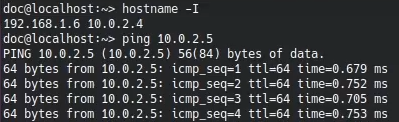 doc@localhost:~> hostname -I
192.168.1.6 10.0.2.4
doc@localhost:~> ping 10.0.2.5
PING 10.0.2.5 (10.0.2.5) 56(84) bytes of data.
64 bytes from 10.0.2.5: icmp_seq=1 ttl=64 time=0.679 ms
64 bytes from 10.0.2.5: icmp_seq=2 ttl=64 time=0.752 ms
64 bytes from 10.0.2.5: icmp_seq=3 ttl=64 time=0.705 ms
64 bytes from 10.0.2.5: icmp_seq=4 ttl=64 time=0.753 ms